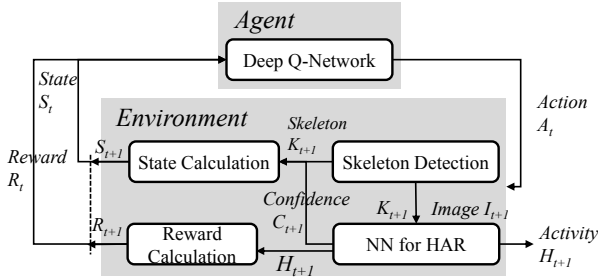 Agent
Deep Q-Network
State
S_t
Action
A_t
Environment
Reward
R_t
S_{t+1}
State Calculation
Skeleton
K_{t+1}
Skeleton Detection
Confidence
C_{t+1}
K_{t+1}
Image I_{t+1}
R_{t+1}
Reward
Calculation
H_{t+1}
NN for HAR
Activity
H_{t+1}